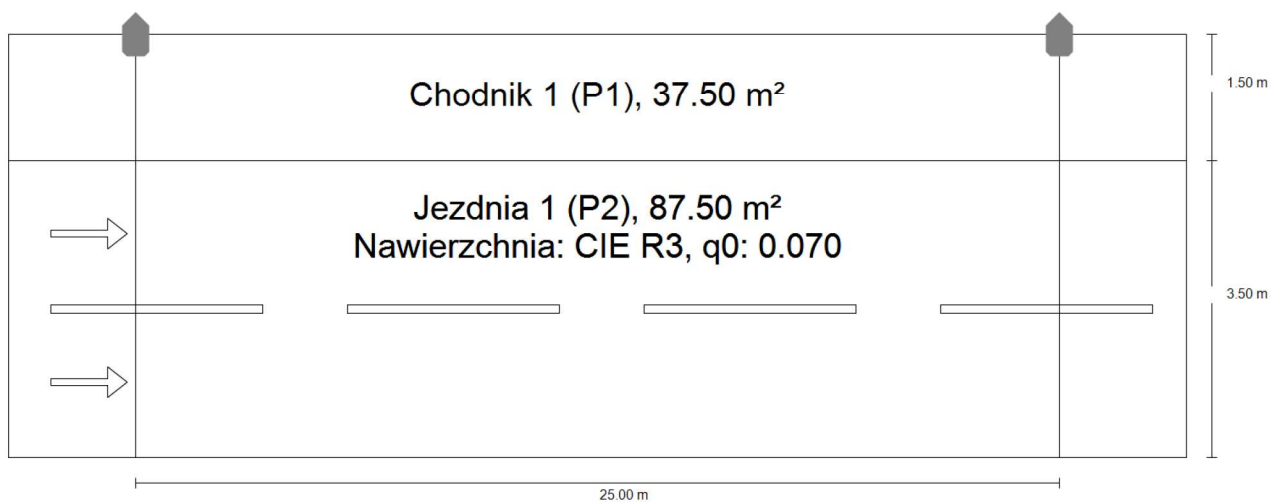 Chodnik 1 (P1), 37.50 m²
1.50 m
Jezdnia 1 (P2), 87.50 m²
Nawierzchnia: CIE R3, q0: 0.070
3.50 m
25.00 m